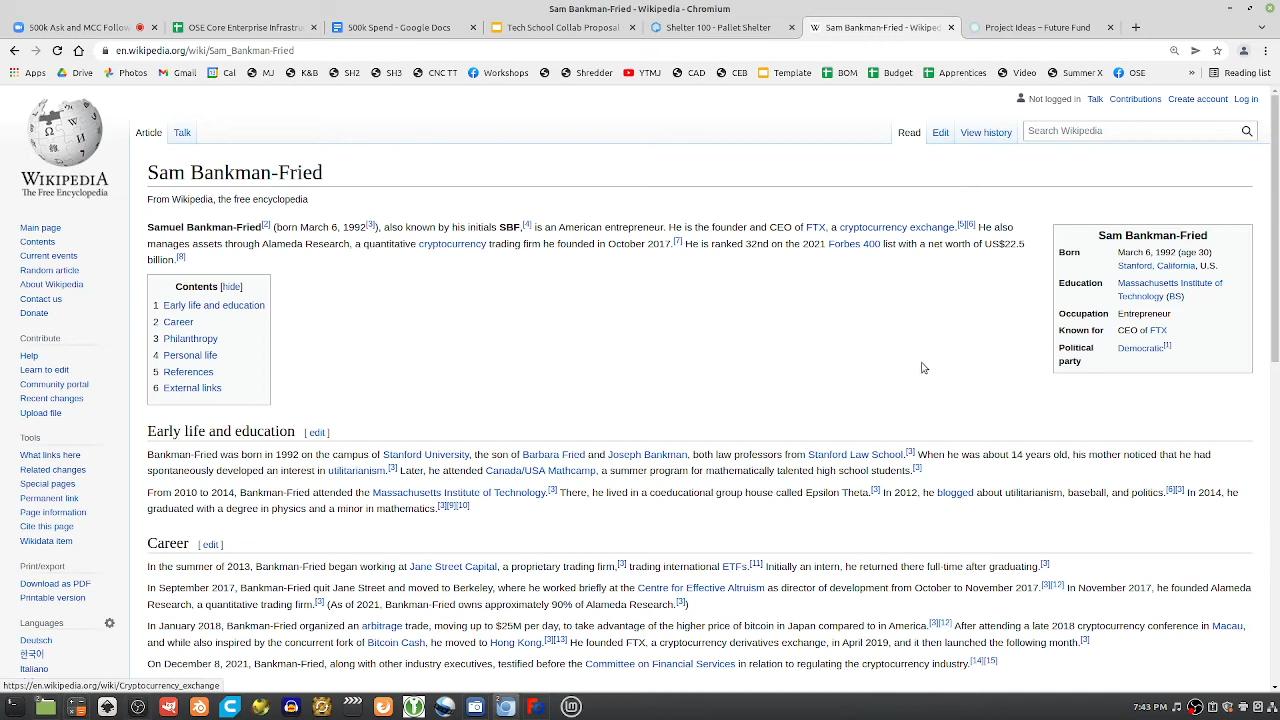 Sam Bankman-Fried - Wikipedia - Chromium
500k Ask and MCC Follow
OSE Core Enterprise Infrastruc
500k Spend - Google Docs
Tech School Collab Proposal
Shelter 100 - Pallet Shelter
Sam Bankman-Fried - Wikiped
Project Ideas – Future Fund
en.wikipedia.org/wiki/Sam_Bankman-Fried
Apps Drive Photos Gmail MJ K&B SH2 SH3 CNC TT Workshops Shredder YTMJ CAD CEB Template BOM Budget Apprentices Video Summer X OSE » Reading list
Not logged in Talk Contributions Create account Log in
Article Talk Read Edit View history Search Wikipedia
WIKIPEDIA
The Free Encyclopedia
Main page
Contents
Current events
Random article
About Wikipedia
Contact us
Donate
Contribute
Help
Learn to edit
Community portal
Recent changes
Upload file
Tools
What links here
Related changes
Special pages
Permanent link
Page information
Cite this page
Wikidata item
Print/export
Download as PDF
Printable version
Languages
Deutsch
한국어
Italiano
Sam Bankman-Fried
From Wikipedia, the free encyclopedia
Samuel Bankman-Fried[2] (born March 6, 1992[3]), also known by his initials SBF,[4] is an American entrepreneur. He is the founder and CEO of FTX, a cryptocurrency exchange.[5][6] He also
manages assets through Alameda Research, a quantitative cryptocurrency trading firm he founded in October 2017.[7] He is ranked 32nd on the 2021 Forbes 400 list with a net worth of US$22.5
billion.[8]
Sam Bankman-Fried
Born March 6, 1992 (age 30)
Stanford, California, U.S.
Education Massachusetts Institute of
Technology (BS)
Occupation Entrepreneur
Known for CEO of FTX
Political Democratic[1]
party
Contents [hide]
1 Early life and education
2 Career
3 Philanthropy
4 Personal life
5 References
6 External links
Early life and education [ edit ]
Bankman-Fried was born in 1992 on the campus of Stanford University, the son of Barbara Fried and Joseph Bankman, both law professors from Stanford Law School.[3] When he was about 14 years old, his mother noticed that he had
spontaneously developed an interest in utilitarianism.[3] Later, he attended Canada/USA Mathcamp, a summer program for mathematically talented high school students.[3]
From 2010 to 2014, Bankman-Fried attended the Massachusetts Institute of Technology.[3] There, he lived in a coeducational group house called Epsilon Theta.[3] In 2012, he blogged about utilitarianism, baseball, and politics.[6][3] In 2014, he
graduated with a degree in physics and a minor in mathematics.[3][9][10]
Career [ edit ]
In the summer of 2013, Bankman-Fried began working at Jane Street Capital, a proprietary trading firm,[3] trading international ETFs.[11] Initially an intern, he returned there full-time after graduating.[3]
In September 2017, Bankman-Fried quit Jane Street and moved to Berkeley, where he worked briefly at the Centre for Effective Altruism as director of development from October to November 2017.[3][12] In November 2017, he founded Alameda
Research, a quantitative trading firm.[3] (As of 2021, Bankman-Fried owns approximately 90% of Alameda Research.[3])
In January 2018, Bankman-Fried organized an arbitrage trade, moving up to $25M per day, to take advantage of the higher price of bitcoin in Japan compared to in America.[3][12] After attending a late 2018 cryptocurrency conference in Macau,
and while also inspired by the concurrent fork of Bitcoin Cash, he moved to Hong Kong.[3][13] He founded FTX, a cryptocurrency derivatives exchange, in April 2019, and it then launched the following month.[3]
On December 8, 2021, Bankman-Fried, along with other industry executives, testified before the Committee on Financial Services in relation to regulating the cryptocurrency industry.[14][15]
https://en.wikipedia.org/wiki/Cryptocurrency_exchange
7:43 PM